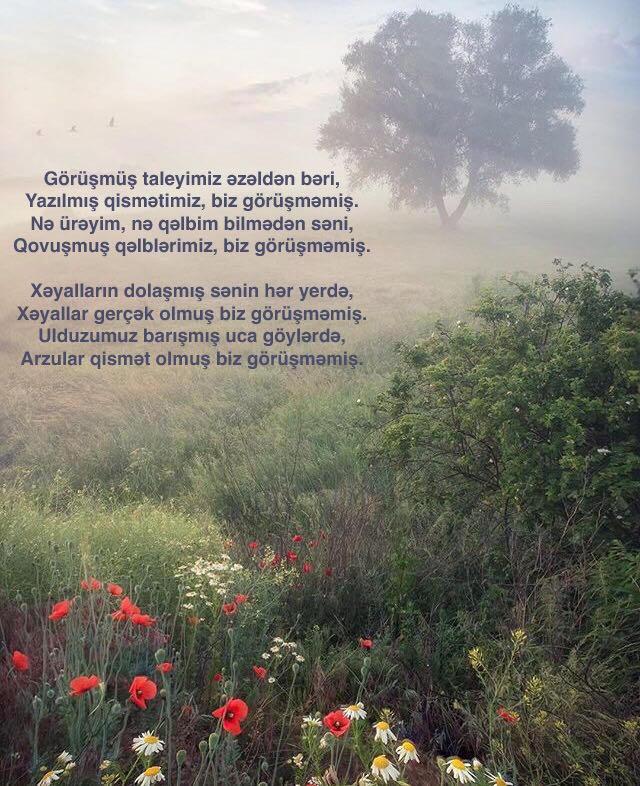 Görüşmüş taleyimiz əzəldən bəri,
Yazılmış qismətimiz, biz görüşməmiş.
Nə ürəyim, nə qəlbim bilmədən səni,
Qovuşmuş qəlblərimiz, biz görüşməmiş.

Xəyalların dolaşmış sənin hər yerdə,
Xəyallar gerçək olmuş biz görüşməmiş.
Ulduzumuz barışmış uca göylərdə,
Arzular qismət olmuş biz görüşməmiş.